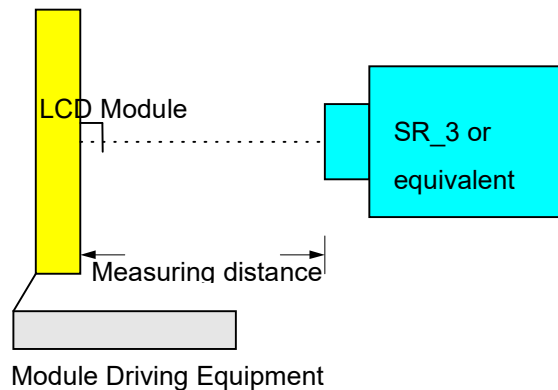 LCD Module
SR_3 or
equivalent
Measuring distance
Module Driving Equipment